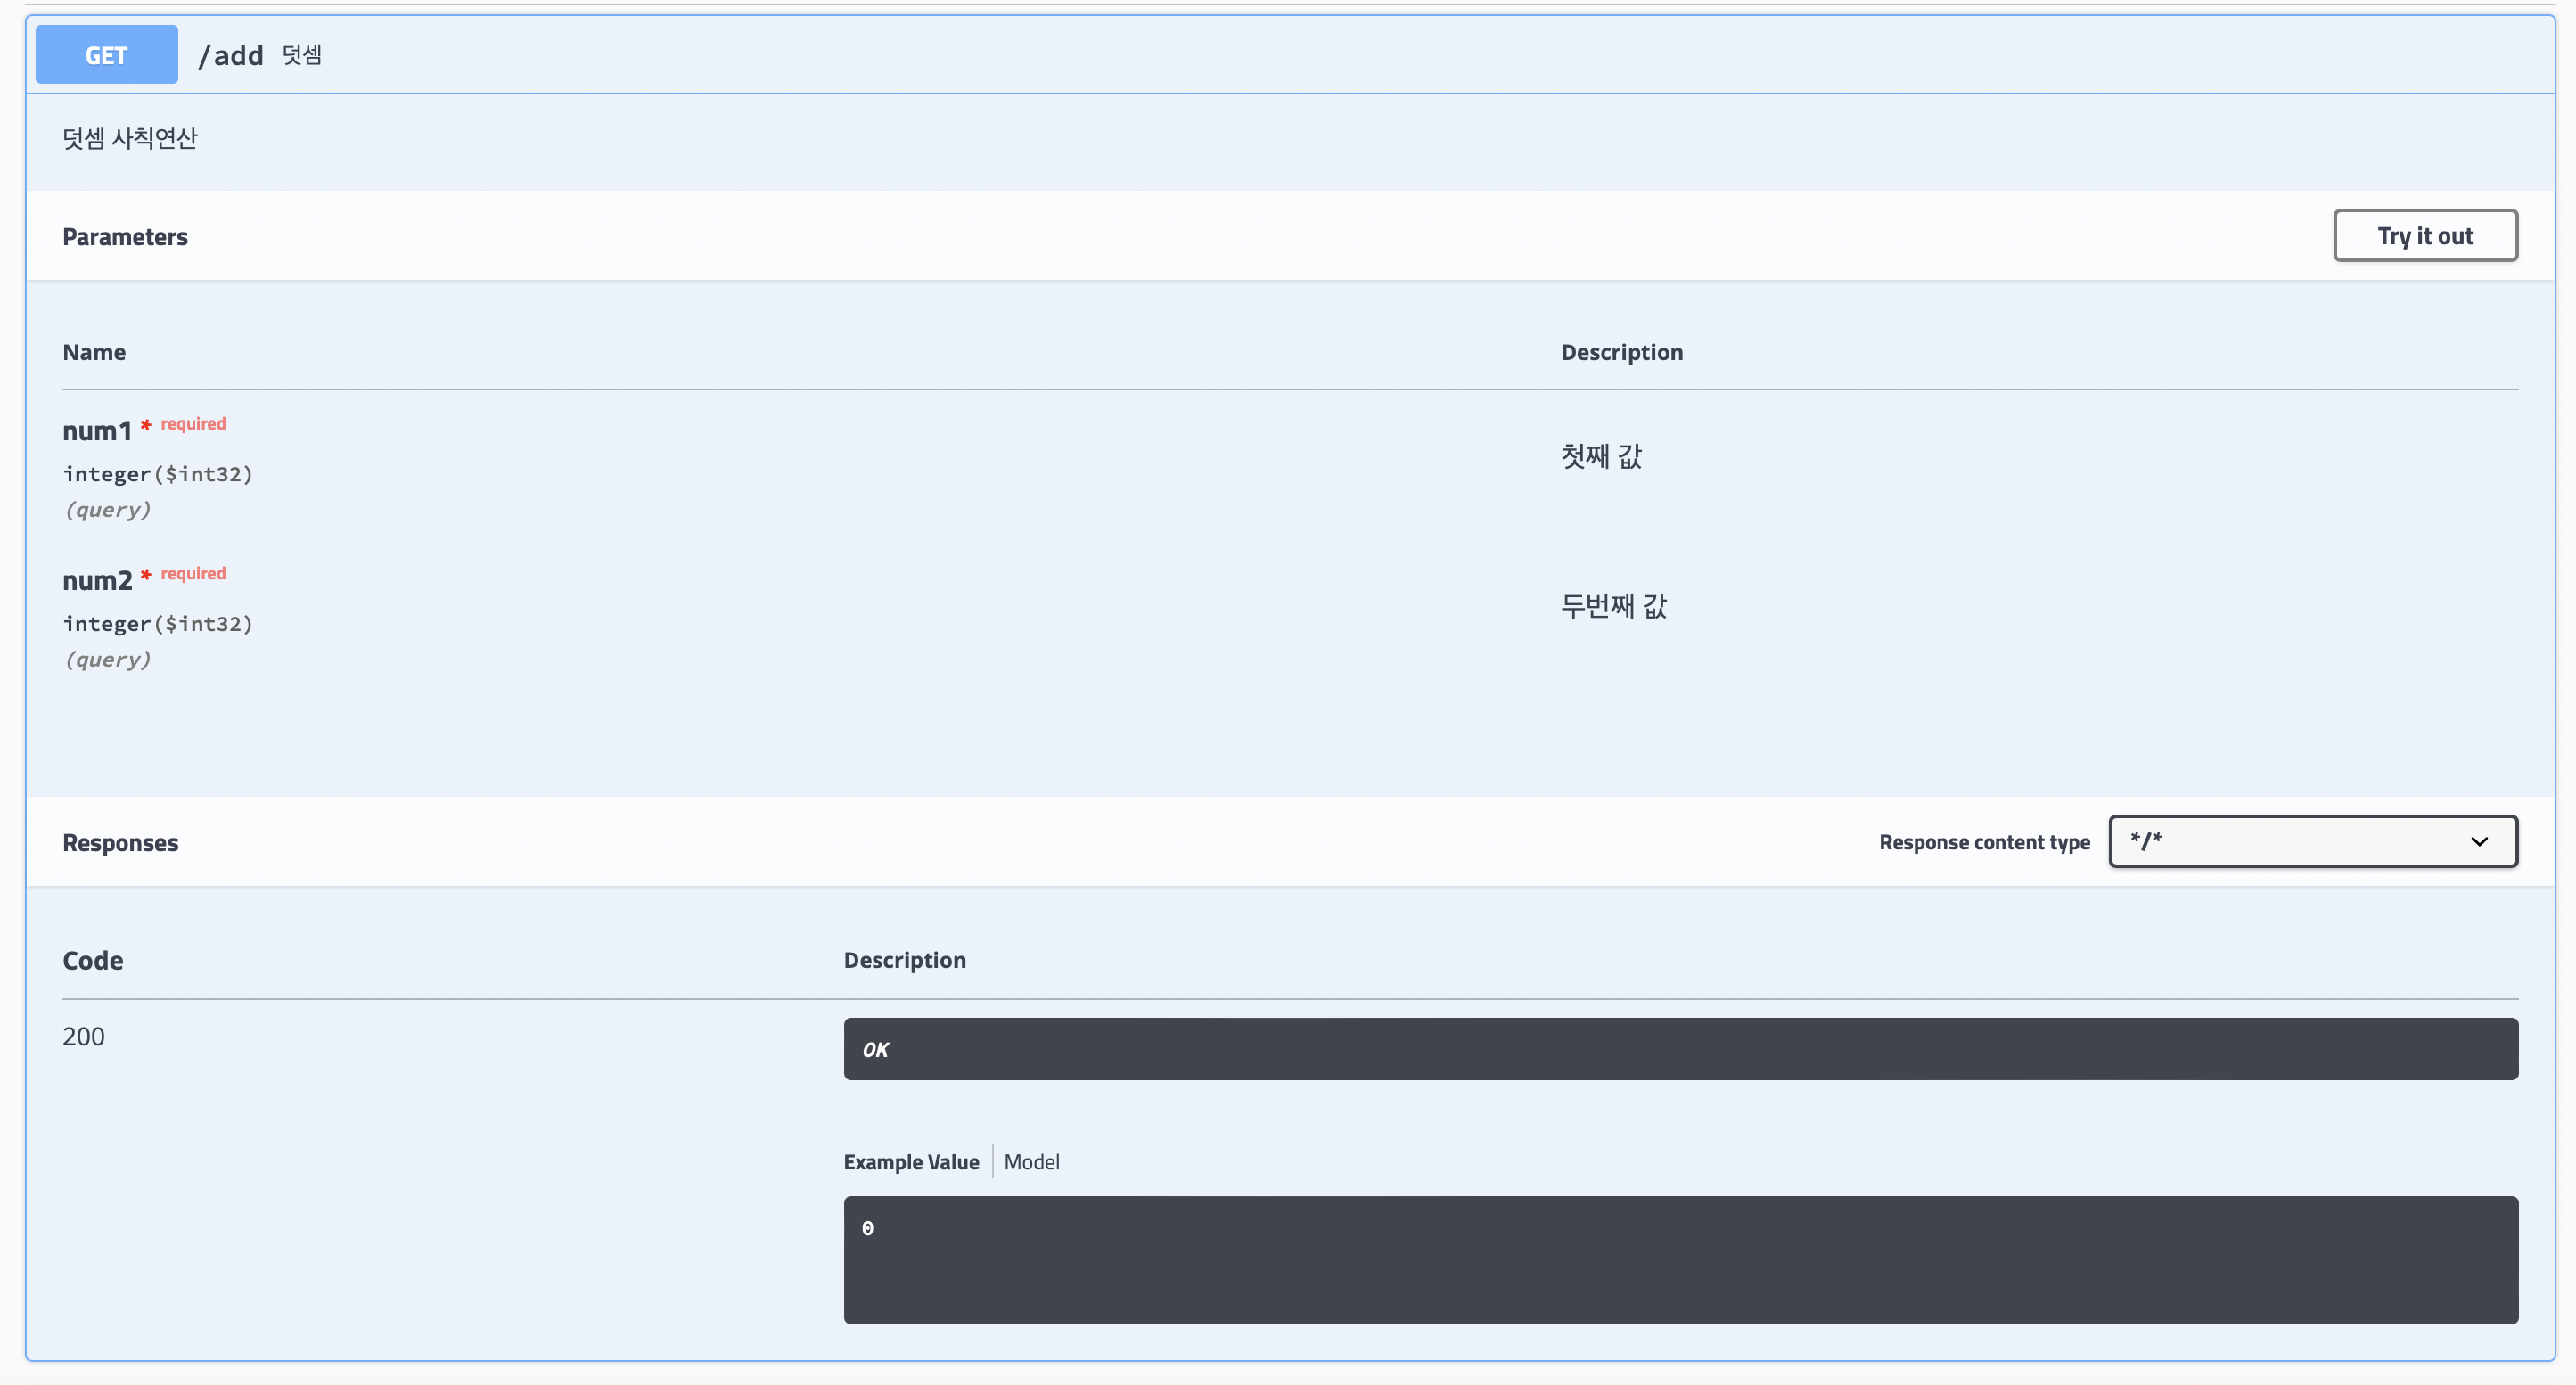 GET /add 덧셈
덧셈 사칙연산
Parameters Try it out
Name Description
num1 * required
integer($int32)
(query)
첫째 값
num2 * required
integer($int32)
(query)
두번째 값
Responses Response content type */*
Code Description
200 OK
Example Value Model
0